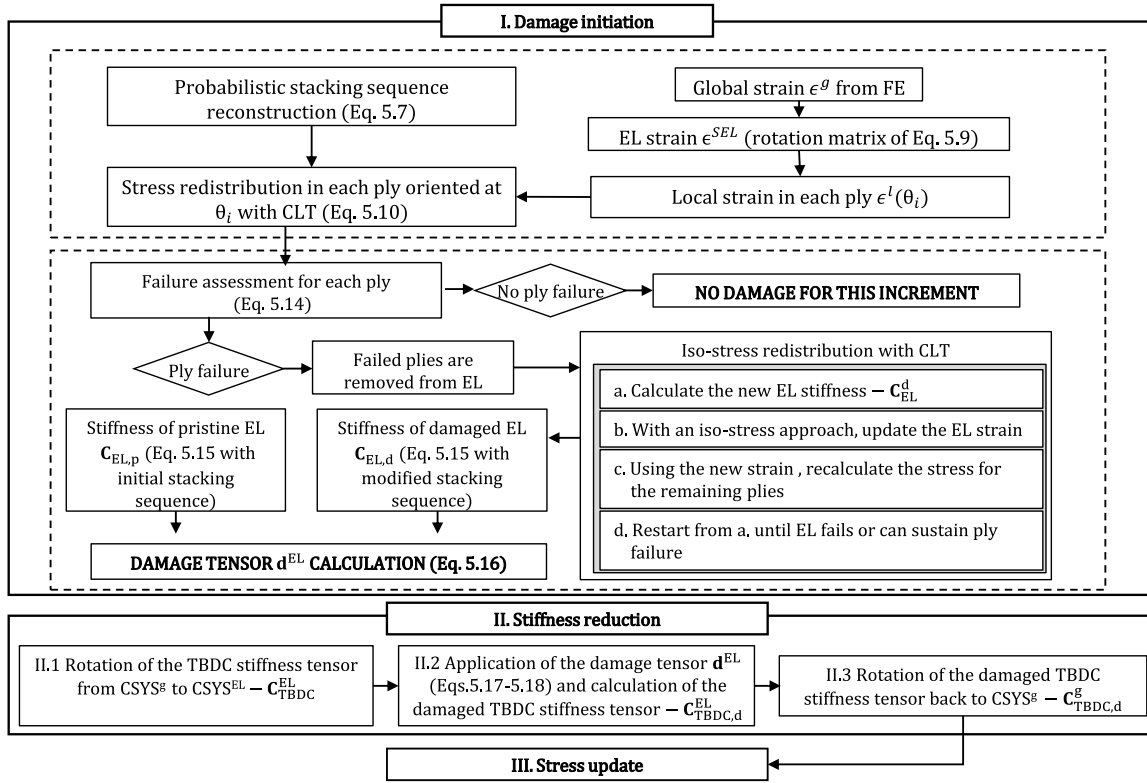 I. Damage initiation
Probabilistic stacking sequence
reconstruction (Eq. 5.7)
Global strain ϵ^g from FE
EL strain ϵ^SEL (rotation matrix of Eq. 5.9)
Stress redistribution in each ply oriented at
θ_i with CLT (Eq. 5.10)
Local strain in each ply ϵ^l(θ_i)
Failure assessment for each ply
(Eq. 5.14)
No ply failure
NO DAMAGE FOR THIS INCREMENT
Ply failure
Failed plies are
removed from EL
Iso-stress redistribution with CLT
a. Calculate the new EL stiffness – C_EL^d
b. With an iso-stress approach, update the EL strain
c. Using the new strain , recalculate the stress for
the remaining plies
d. Restart from a. until EL fails or can sustain ply
failure
Stiffness of pristine EL
C_EL,p (Eq. 5.15 with
initial stacking
sequence)
Stiffness of damaged EL
C_EL,d (Eq. 5.15 with
modified stacking
sequence)
DAMAGE TENSOR d^EL CALCULATION (Eq. 5.16)
II. Stiffness reduction
II.1 Rotation of the TBDC stiffness tensor
from CSYS^g to CSYS^EL – C_TBDC^EL
II.2 Application of the damage tensor d^EL
(Eqs.5.17-5.18) and calculation of the
damaged TBDC stiffness tensor – C_TBDC,d^EL
II.3 Rotation of the damaged TBDC
stiffness tensor back to CSYS^g – C_TBDC,d^g
III. Stress update